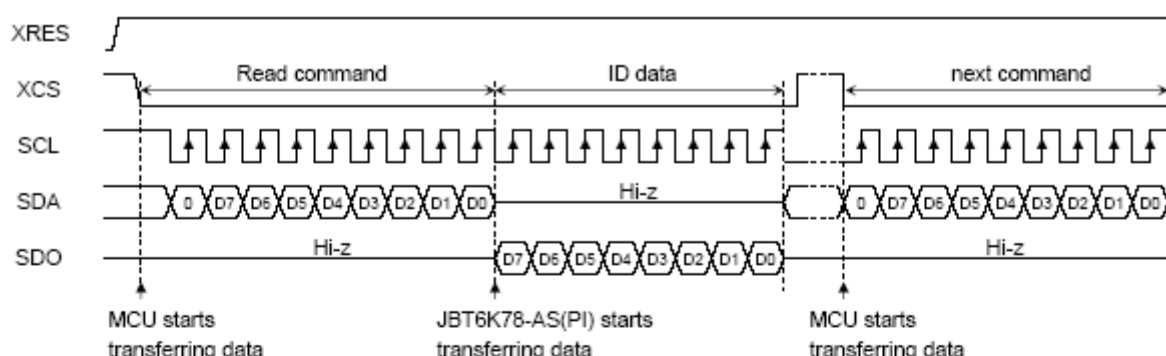 XRES
XCS Read command ID data next command
SCL
SDA 0 D7 D6 D5 D4 D3 D2 D1 D0 Hi-z 0 D7 D6 D5 D4 D3 D2 D1 D0
SDO Hi-z D7 D6 D5 D4 D3 D2 D1 D0 Hi-z
MCU starts JBT6K78-AS(PI) starts MCU starts
transferring data transferring data transferring data